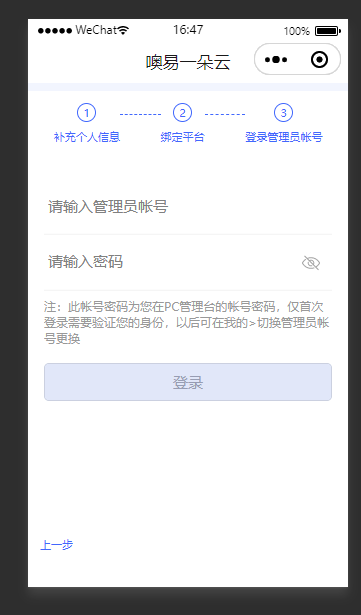 WeChat 16:47 100%
噢易一朵云
1 2 3
补充个人信息 绑定平台 登录管理员帐号
请输入管理员帐号
请输入密码
注：此帐号密码为您在PC管理台的帐号密码，仅首次
登录需要验证您的身份，以后可在我的>切换管理员帐
号更换
登录
上一步